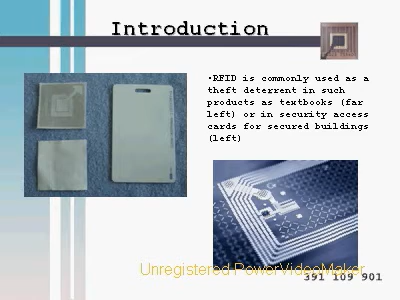 Introduction
•RFID is commonly used as a
theft deterrent in such
products as textbooks (far
left) or in security access
cards for secured buildings
(left)
Unregistered PowerVideoMaker
391 109 901